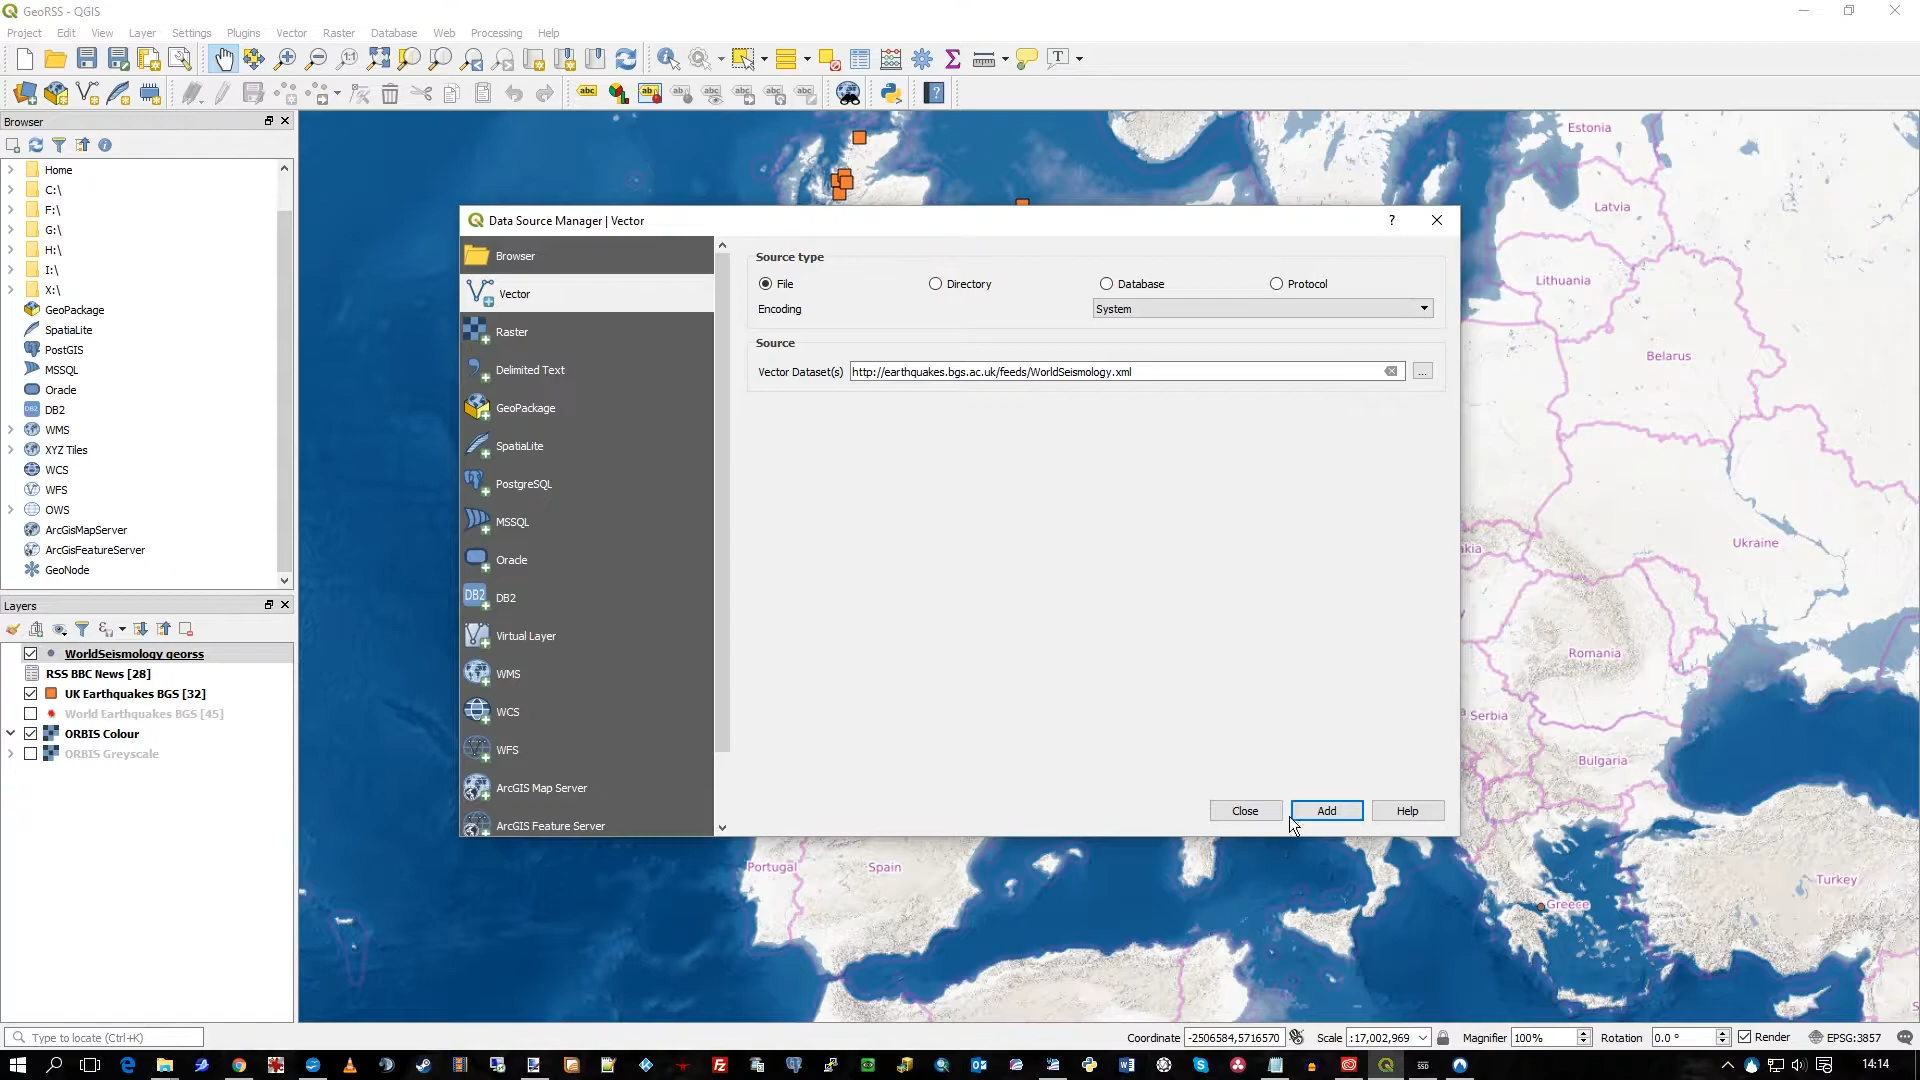 GeoRSS - QGIS
Project Edit View Layer Settings Plugins Vector Raster Database Web Processing Help
Browser
Home
C:\
F:\
G:\
H:\
I:\
X:\
GeoPackage
SpatiaLite
PostGIS
MSSQL
Oracle
DB2
WMS
XYZ Tiles
WCS
WFS
OWS
ArcGisMapServer
ArcGisFeatureServer
GeoNode
Layers
WorldSeismology georss
RSS BBC News [28]
UK Earthquakes BGS [32]
World Earthquakes BGS [45]
ORBIS Colour
ORBIS Greyscale
Data Source Manager | Vector
Browser
Vector
Raster
Delimited Text
GeoPackage
SpatiaLite
PostgreSQL
MSSQL
Oracle
DB2
Virtual Layer
WMS
WCS
WFS
ArcGIS Map Server
ArcGIS Feature Server
Source type
File Directory Database Protocol
Encoding System
Source
Vector Dataset(s) http://earthquakes.bgs.ac.uk/feeds/WorldSeismology.xml ...
Close Add Help
Estonia
Latvia
Lithuania
Belarus
Ukraine
akia
Romania
Serbia
Bulgaria
Portugal
Spain
Turkey
Greece
Type to locate (Ctrl+K)
Coordinate -2506584,5716570 Scale :17,002,969 Magnifier 100% Rotation 0.0 ° Render EPSG:3857
14:14